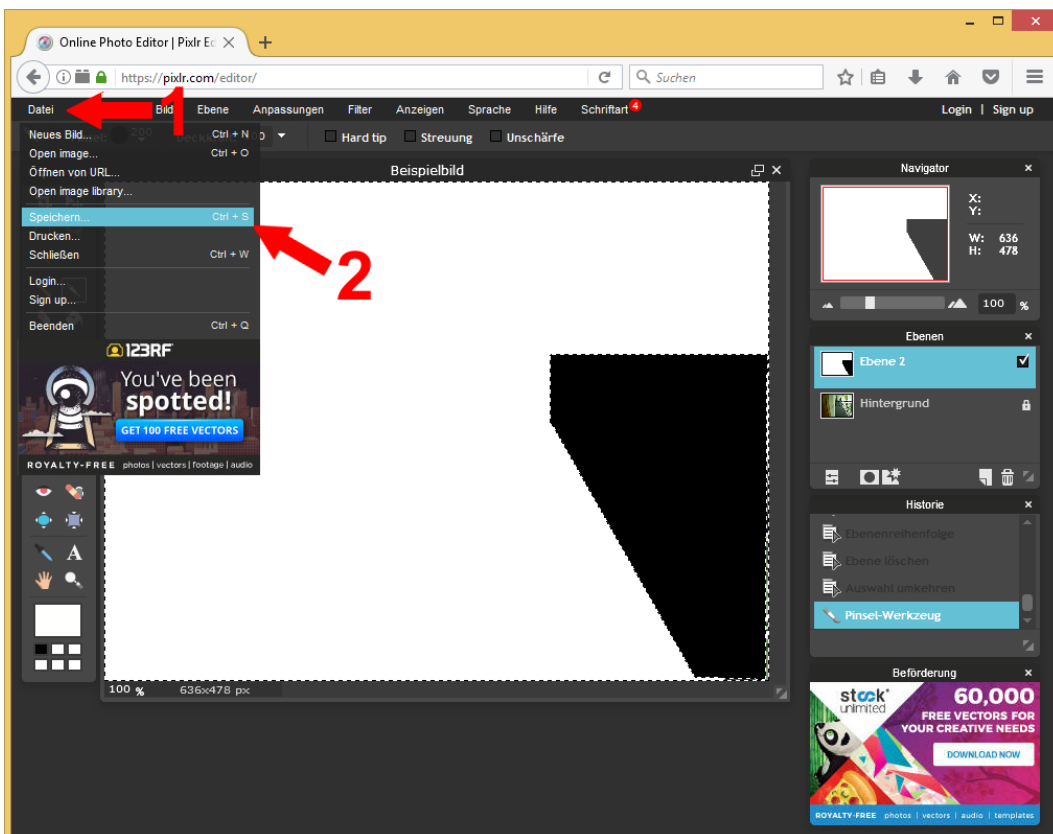 Online Photo Editor | Pixlr Ed
https://pixlr.com/editor/
Suchen
Datei
1
Bild
Ebene
Anpassungen
Filter
Anzeigen
Sprache
Hilfe
Schriftart
4
Login | Sign up
200
Hard tip
Streuung
Unschärfe
Neues Bild... Ctrl + N
Open image... Ctrl + O
Öffnen von URL...
Open image library...
Speichern... Ctrl + S
Drucken...
Schließen Ctrl + W
Login...
Sign up...
Beenden Ctrl + Q
2
123RF
You've been
spotted!
GET 100 FREE VECTORS
ROYALTY-FREE photos | vectors | footage | audio
A
Beispielbild
100 % 636x478 px
Navigator
X:
Y:
W: 636
H: 478
100 %
Ebenen
Ebene 2
Hintergrund
Historie
Ebenenreihenfolge
Ebene löschen
Auswahl umkehren
Pinsel-Werkzeug
Beförderung
stock
unlimited
60,000
FREE VECTORS FOR
YOUR CREATIVE NEEDS
DOWNLOAD NOW
ROYALTY-FREE photos | vectors | audio | templates